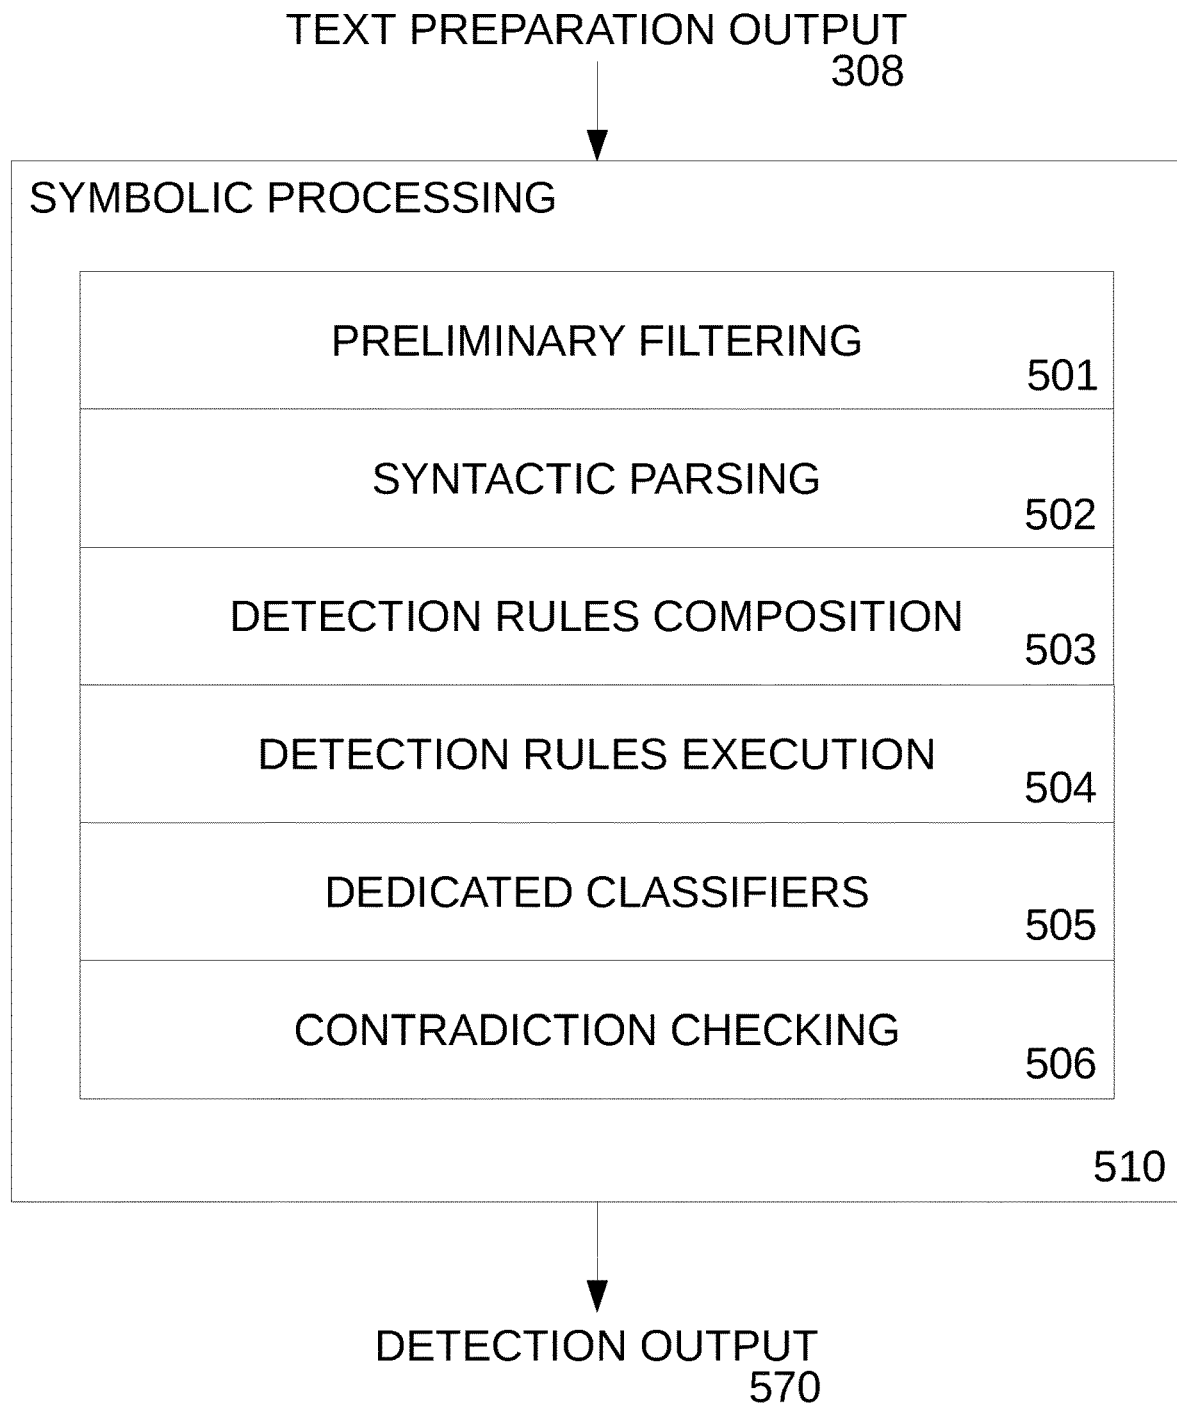 TEXT PREPARATION OUTPUT
308
SYMBOLIC PROCESSING
PRELIMINARY FILTERING
501
SYNTACTIC PARSING
502
DETECTION RULES COMPOSITION
503
DETECTION RULES EXECUTION
504
DEDICATED CLASSIFIERS
505
CONTRADICTION CHECKING
506
510
DETECTION OUTPUT
570